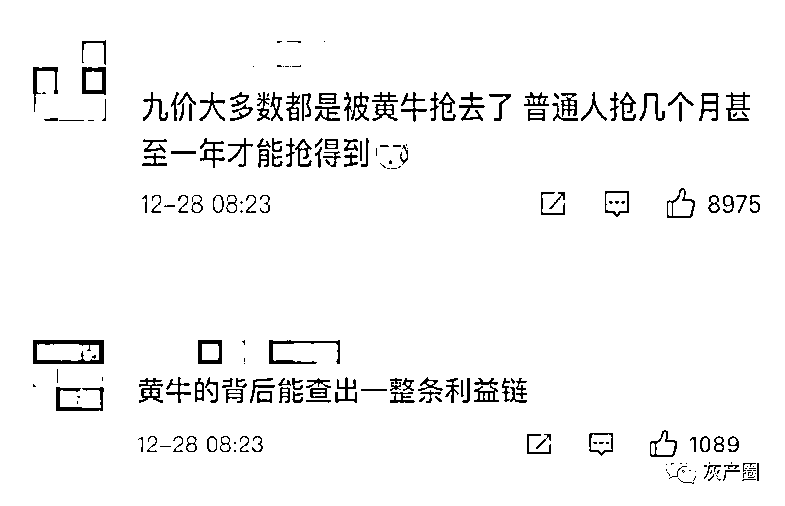 九价大多数都是被黄牛抢去了 普通人抢几个月甚
至一年才能抢得到
12-28 08:23
8975
黄牛的背后能查出一整条利益链
12-28 08:23
1089
灰产圈